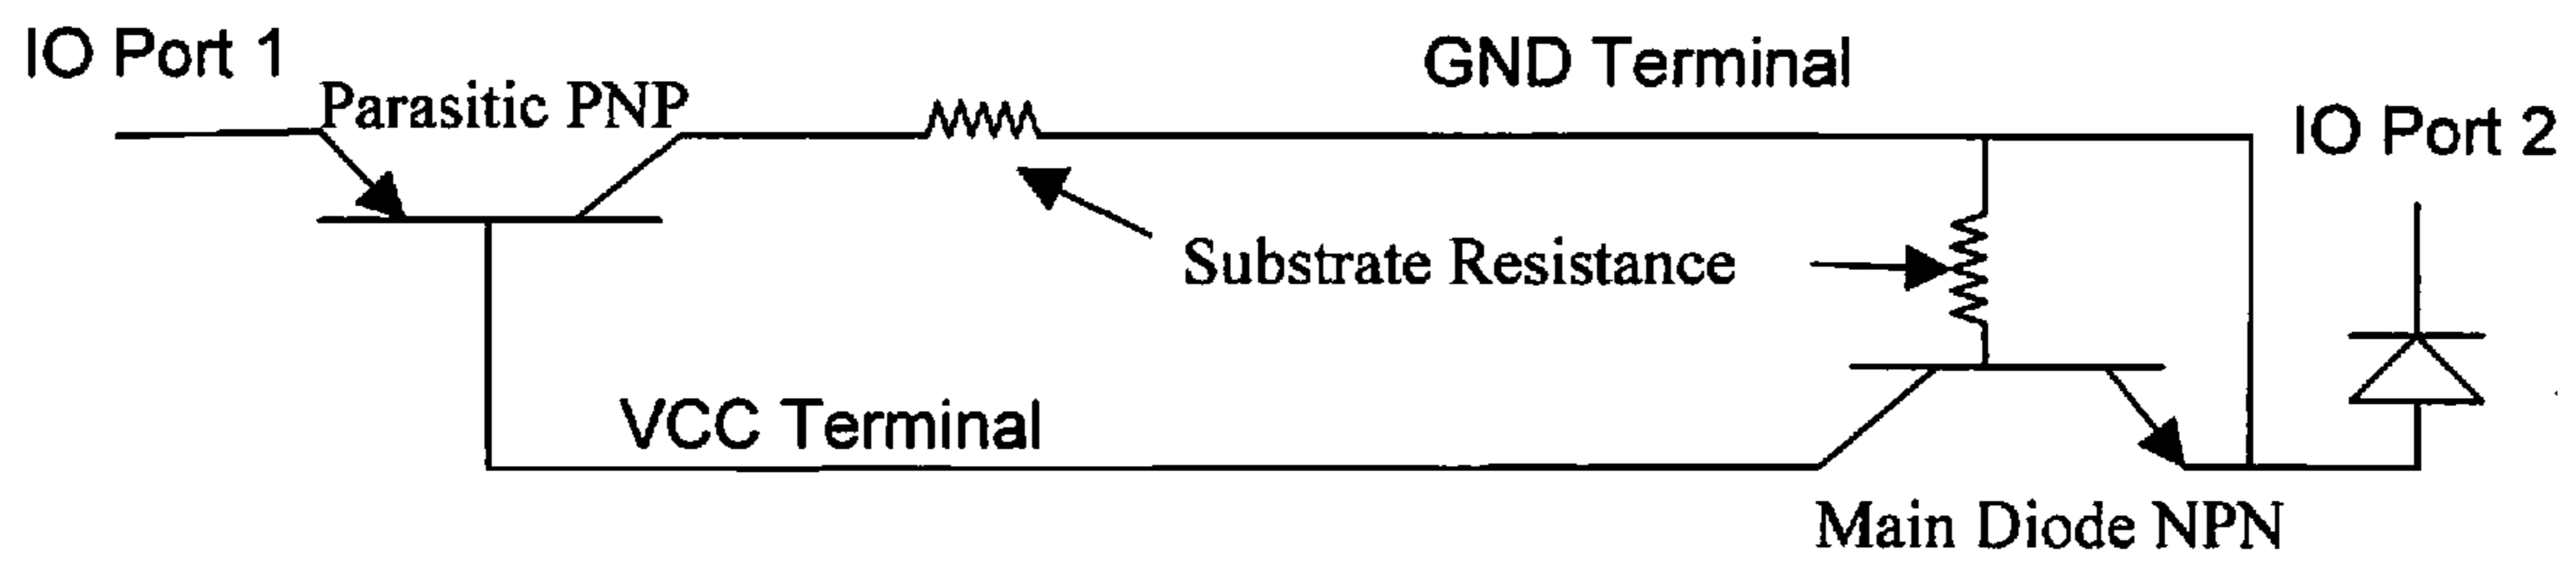 IO Port 1
Parasitic PNP
GND Terminal
IO Port 2
Substrate Resistance
VCC Terminal
Main Diode NPN